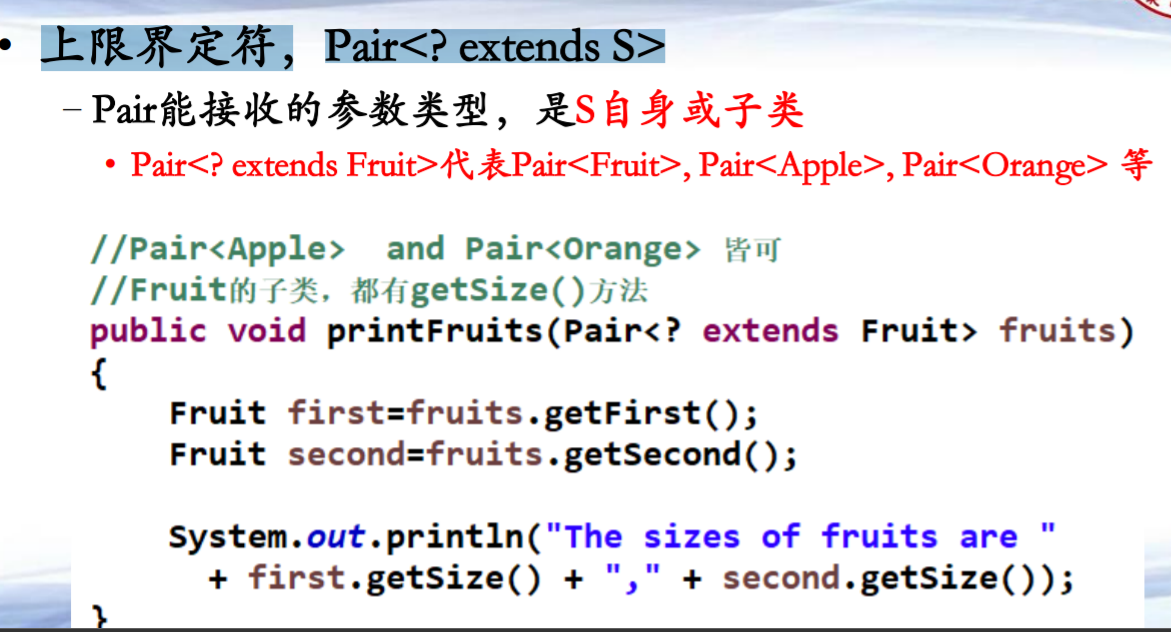 • 上限界定符，Pair<? extends S>
– Pair能接收的参数类型，是S自身或子类
• Pair<? extends Fruit>代表Pair<Fruit>, Pair<Apple>, Pair<Orange> 等
//Pair<Apple>  and Pair<Orange> 皆可
//Fruit的子类，都有getSize()方法
public void printFruits(Pair<? extends Fruit> fruits)
{
    Fruit first=fruits.getFirst();
    Fruit second=fruits.getSecond();
    System.out.println("The sizes of fruits are "
      + first.getSize() + "," + second.getSize());
}